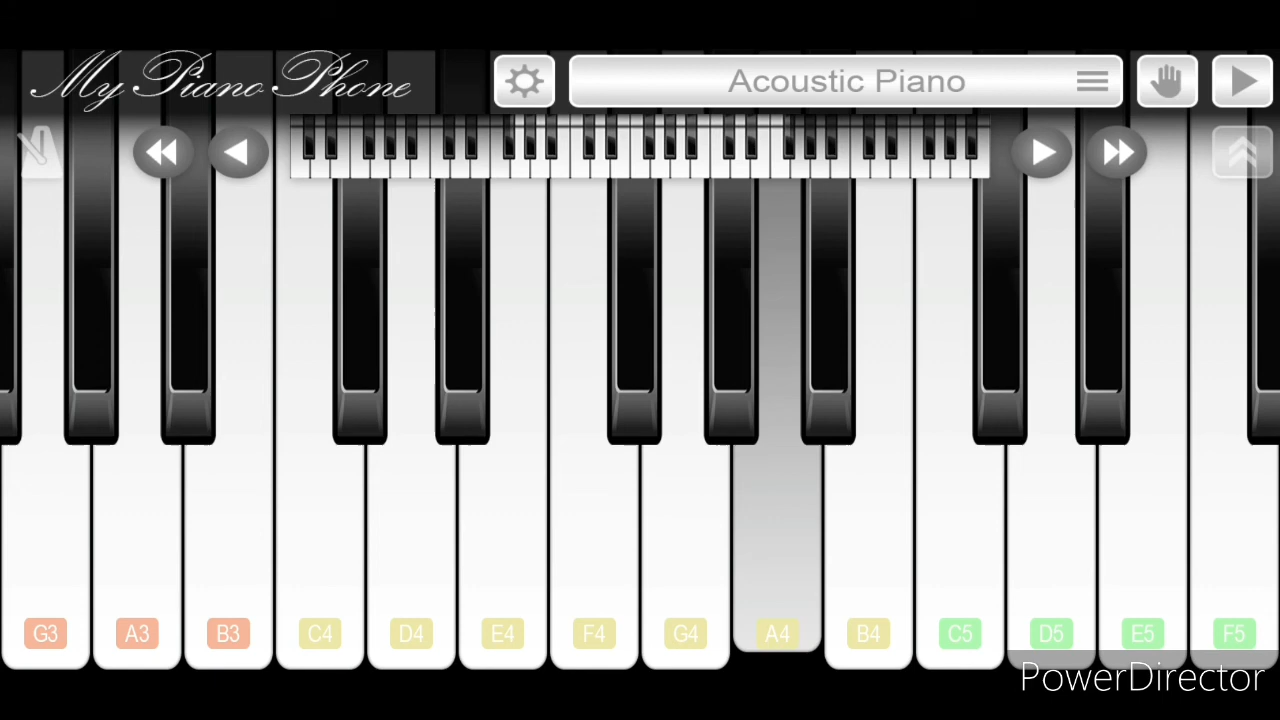 My Piano Phone
Acoustic Piano
G3 A3 B3 C4 D4 E4 F4 G4 A4 B4 C5 D5 E5 F5
PowerDirector